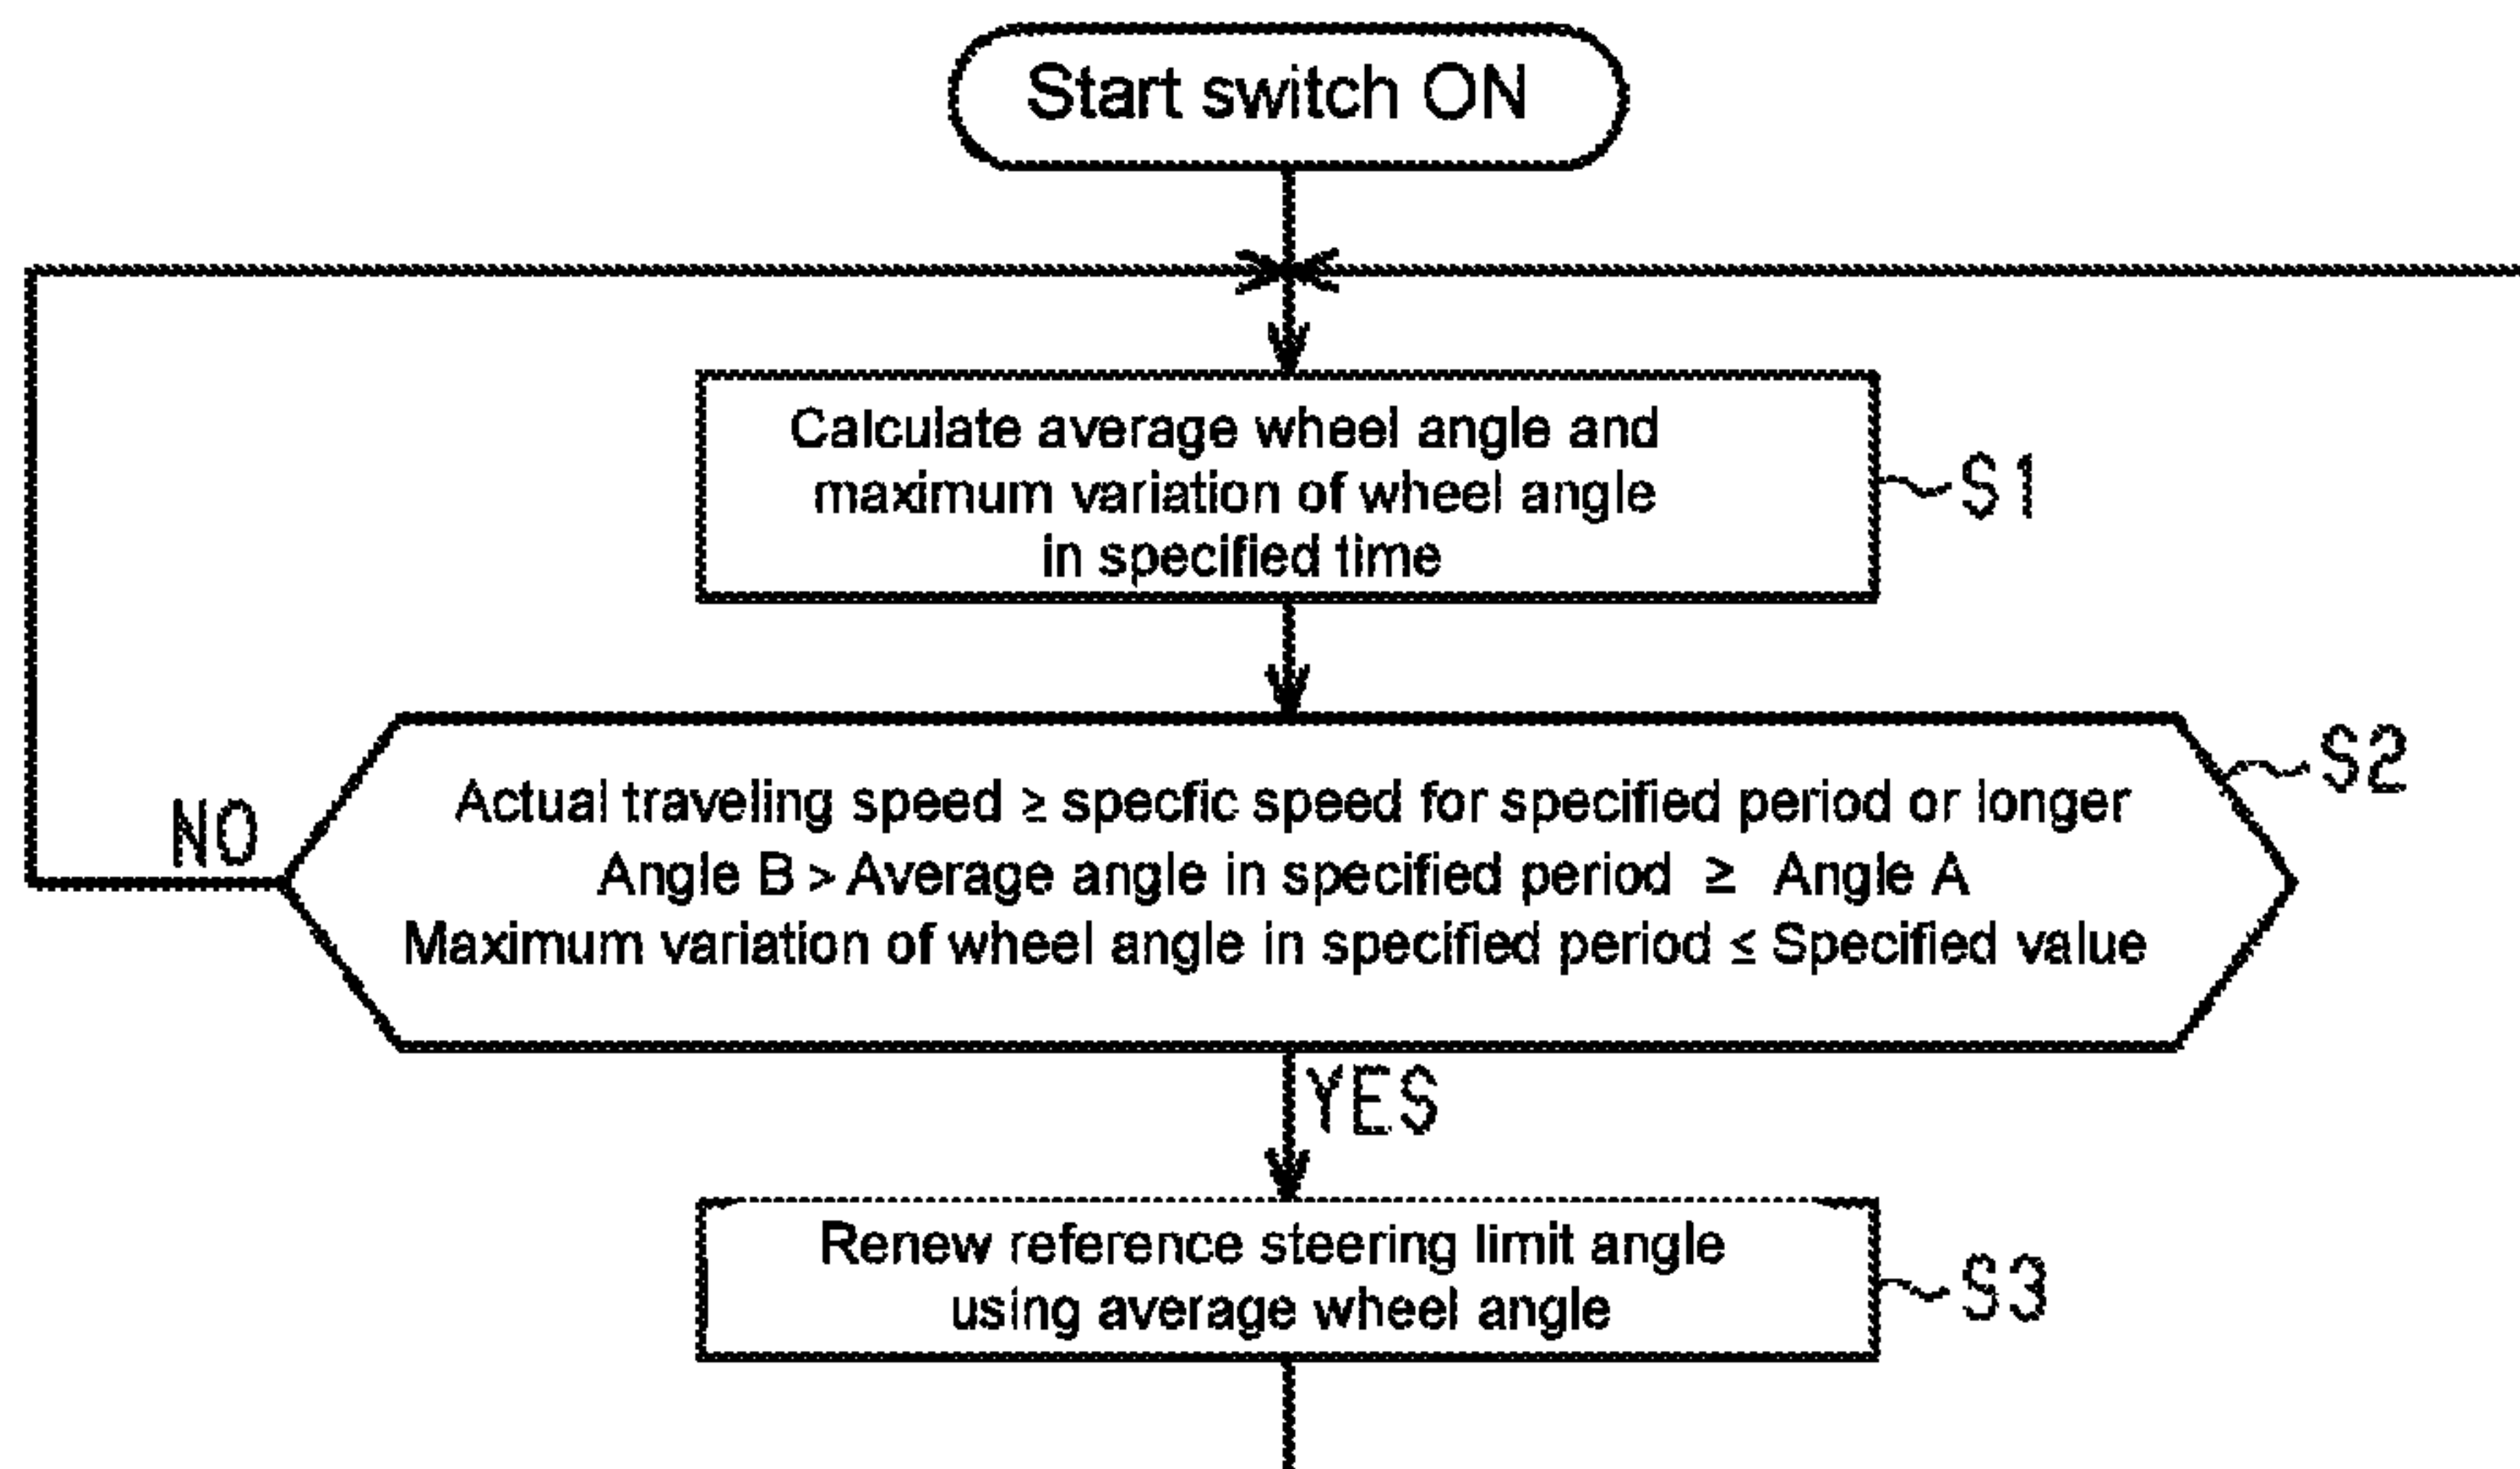 Start switch ON
Calculate average wheel angle and
maximum variation of wheel angle
in specified time
S1
S2
Actual traveling speed ≥ specfic speed for specified period or longer
NO
Angle B > Average angle in specified period ≥ Angle A
Maximum variation of wheel angle in specified period ≤ Specified value
YES
Renew reference steering limit angle
using average wheel angle
S3